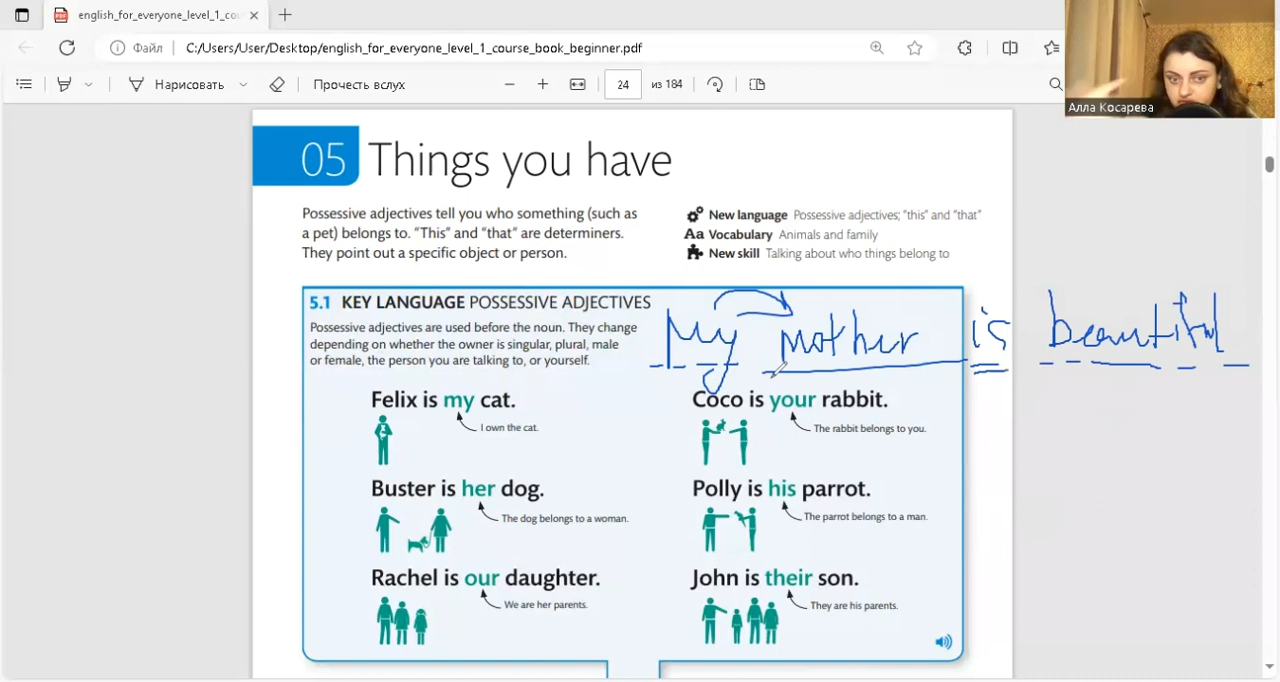 english_for_everyone_level_1_cou
Файл C:/Users/User/Desktop/english_for_everyone_level_1_course_book_beginner.pdf
Нарисовать Прочесть вслух 24 из 184
Алла Косарева
05 Things you have
Possessive adjectives tell you who something (such as
a pet) belongs to. “This” and “that” are determiners.
They point out a specific object or person.
New language Possessive adjectives; “this” and “that”
Aa Vocabulary Animals and family
New skill Talking about who things belong to
5.1 KEY LANGUAGE POSSESSIVE ADJECTIVES
Possessive adjectives are used before the noun. They change
depending on whether the owner is singular, plural, male
or female, the person you are talking to, or yourself.
My mother is beautiful
Felix is my cat.
I own the cat.
Coco is your rabbit.
The rabbit belongs to you.
Buster is her dog.
The dog belongs to a woman.
Polly is his parrot.
The parrot belongs to a man.
Rachel is our daughter.
We are her parents.
John is their son.
They are his parents.